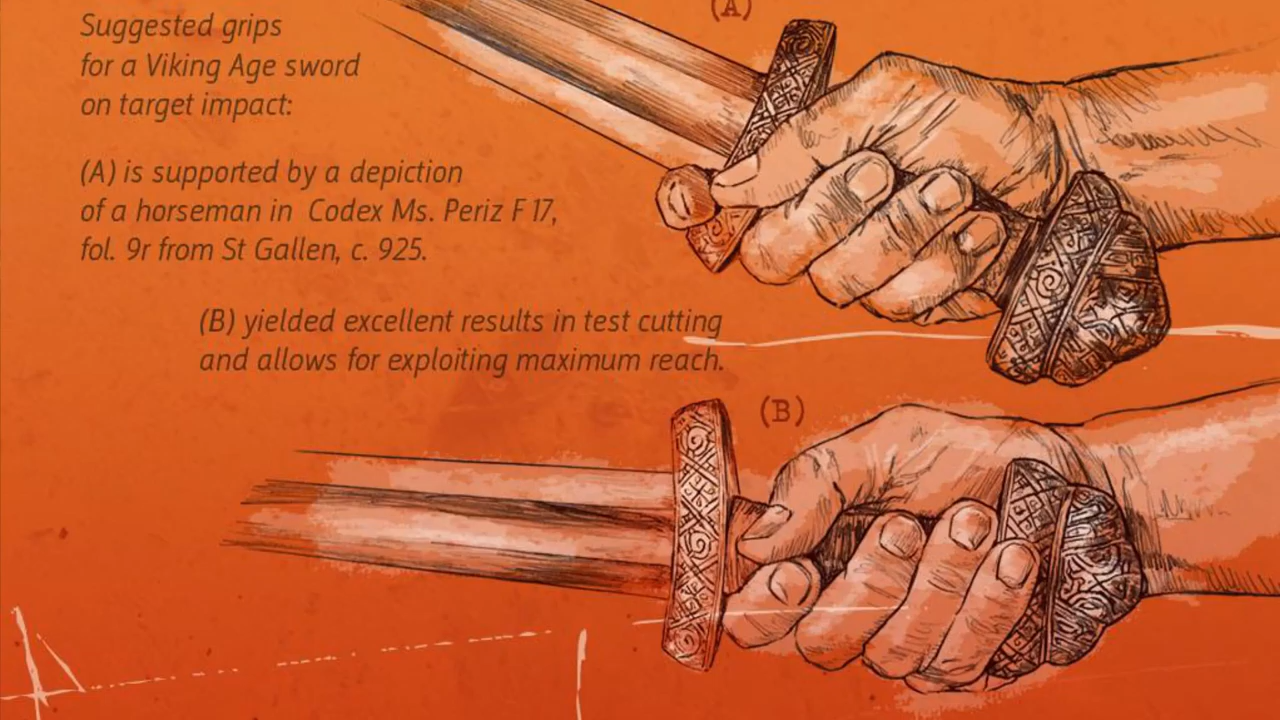 (A)
Suggested grips
for a Viking Age sword
on target impact:
(A) is supported by a depiction
of a horseman in Codex Ms. Periz F 17,
fol. 9r from St Gallen, c. 925.
(B) yielded excellent results in test cutting
and allows for exploiting maximum reach.
(B)